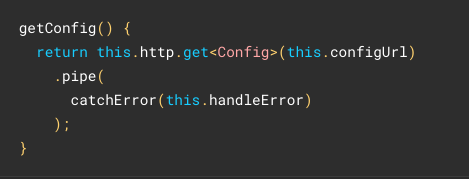 getConfig() {
  return this.http.get<Config>(this.configUrl)
    .pipe(
      catchError(this.handleError)
    );
}